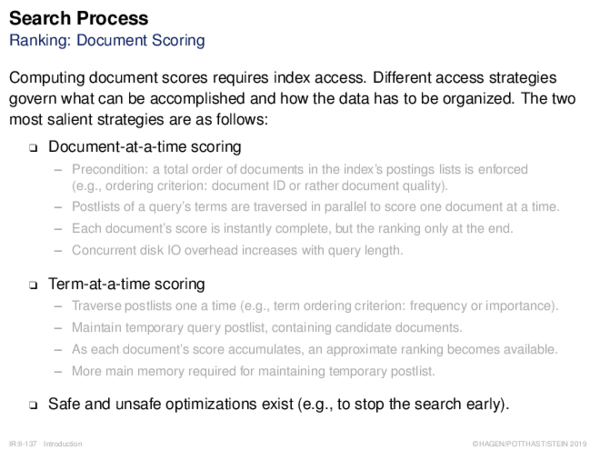 Search Process
Ranking: Document Scoring
Computing document scores requires index access. Different access strategies
govern what can be accomplished and how the data has to be organized. The two
most salient strategies are as follows:
❑ Document-at-a-time scoring
– Precondition: a total order of documents in the index's postings lists is enforced
(e.g., ordering criterion: document ID or rather document quality).
– Postlists of a query's terms are traversed in parallel to score one document at a time.
– Each document's score is instantly complete, but the ranking only at the end.
– Concurrent disk IO overhead increases with query length.
❑ Term-at-a-time scoring
– Traverse postlists one a time (e.g., term ordering criterion: frequency or importance).
– Maintain temporary query postlist, containing candidate documents.
– As each document's score accumulates, an approximate ranking becomes available.
– More main memory required for maintaining temporary postlist.
❑ Safe and unsafe optimizations exist (e.g., to stop the search early).
IR:II-137 Introduction ©HAGEN/POTTHAST/STEIN 2019